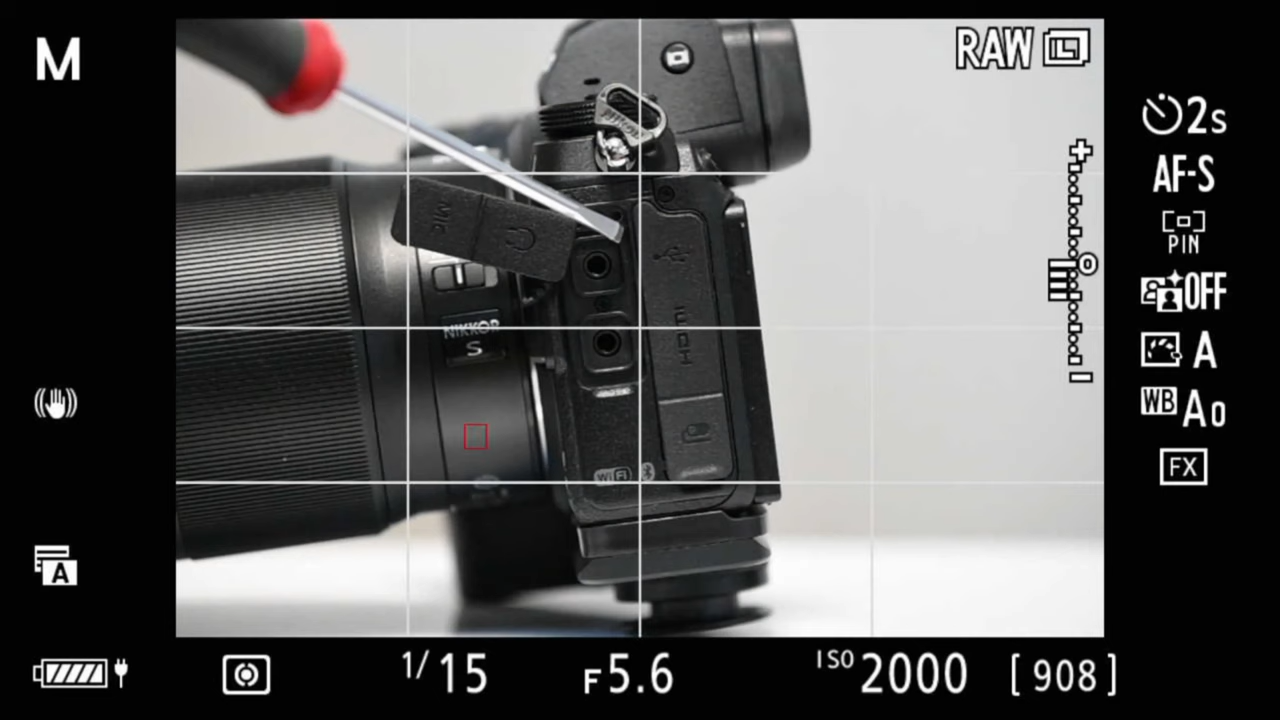 M
RAW L
2s
AF-S
PIN
OFF
A
WB A0
FX
NIKON
MIC
NIKKOR
S
HDMI
Wi Fi
A
1/15
F5.6
ISO 2000
[908]